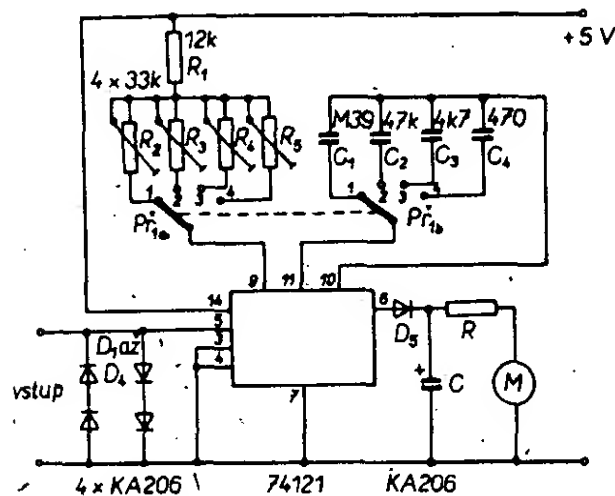 +5 V
12k
R1
4 x 33k
R2
R3
R4
R5
M39
47k
4k7
470
C1
C2
C3
C4
1
2
3
4
1
2
3
Př1a
Př1b
9
11
10
14
5
3
4
6
7
D5
R
C
+
M
vstup
D1 až
D4
4 x KA206
74121
KA206